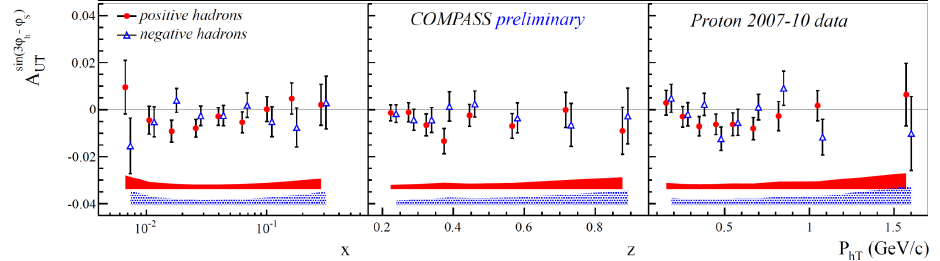 A_UT^sin(3φ_h - φ_S)
positive hadrons
negative hadrons
COMPASS preliminary
Proton 2007-10 data
0.04
0.02
0
-0.02
-0.04
10^-2 10^-1
0.2 0.4 0.6 0.8
0.5 1 1.5
x
z
P_hT (GeV/c)